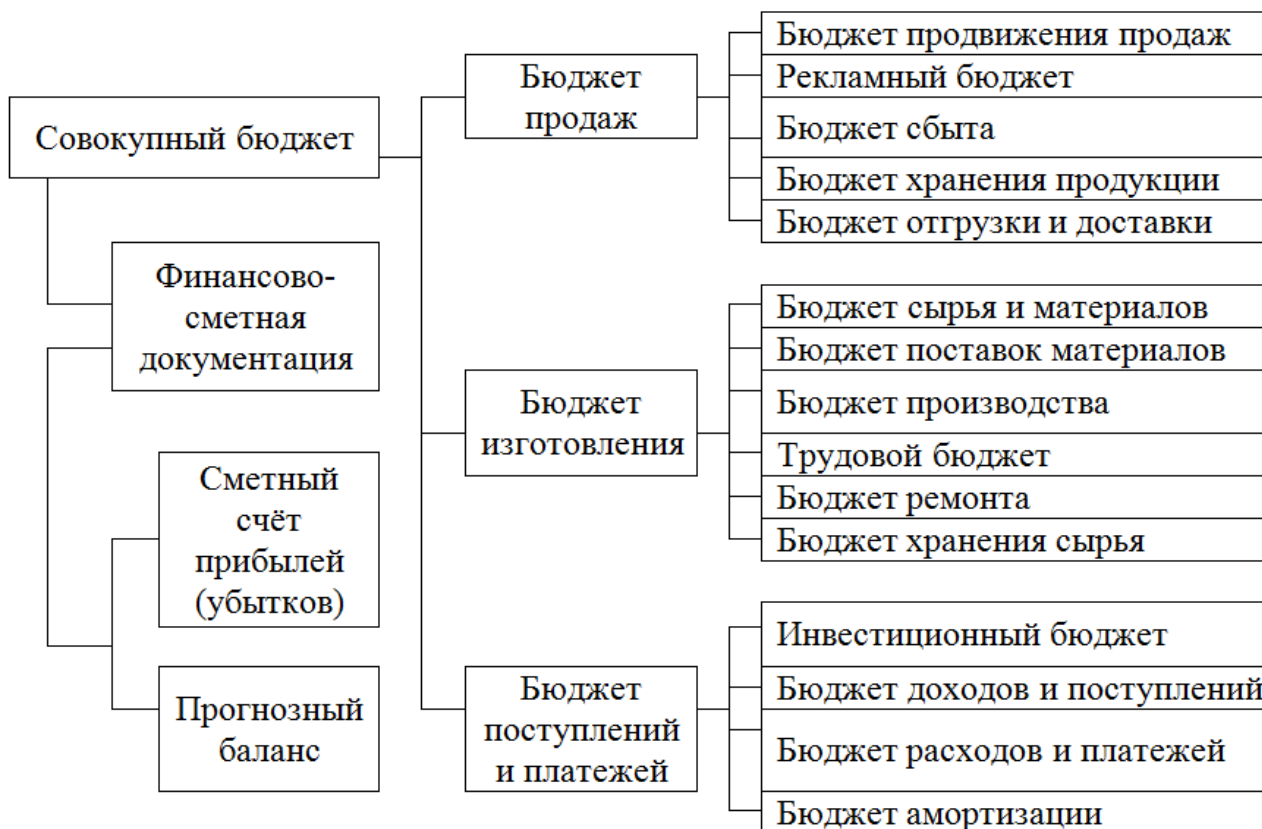 Совокупный бюджет
Финансово-
сметная
документация
Сметный
счёт
прибылей
(убытков)
Прогнозный
баланс
Бюджет
продаж
Бюджет продвижения продаж
Рекламный бюджет
Бюджет сбыта
Бюджет хранения продукции
Бюджет отгрузки и доставки
Бюджет
изготовления
Бюджет сырья и материалов
Бюджет поставок материалов
Бюджет производства
Трудовой бюджет
Бюджет ремонта
Бюджет хранения сырья
Бюджет
поступлений
и платежей
Инвестиционный бюджет
Бюджет доходов и поступлений
Бюджет расходов и платежей
Бюджет амортизации